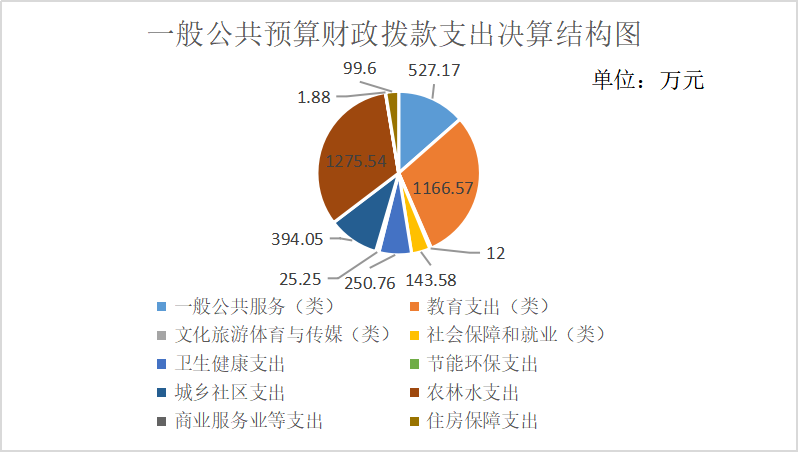 一般公共预算财政拨款支出决算结构图
单位：万元
99.6
527.17
1.88
1275.54
1166.57
394.05
12
25.25
250.76
143.58
一般公共服务（类）
教育支出（类）
文化旅游体育与传媒（类）
社会保障和就业（类）
卫生健康支出
节能环保支出
城乡社区支出
农林水支出
商业服务业等支出
住房保障支出